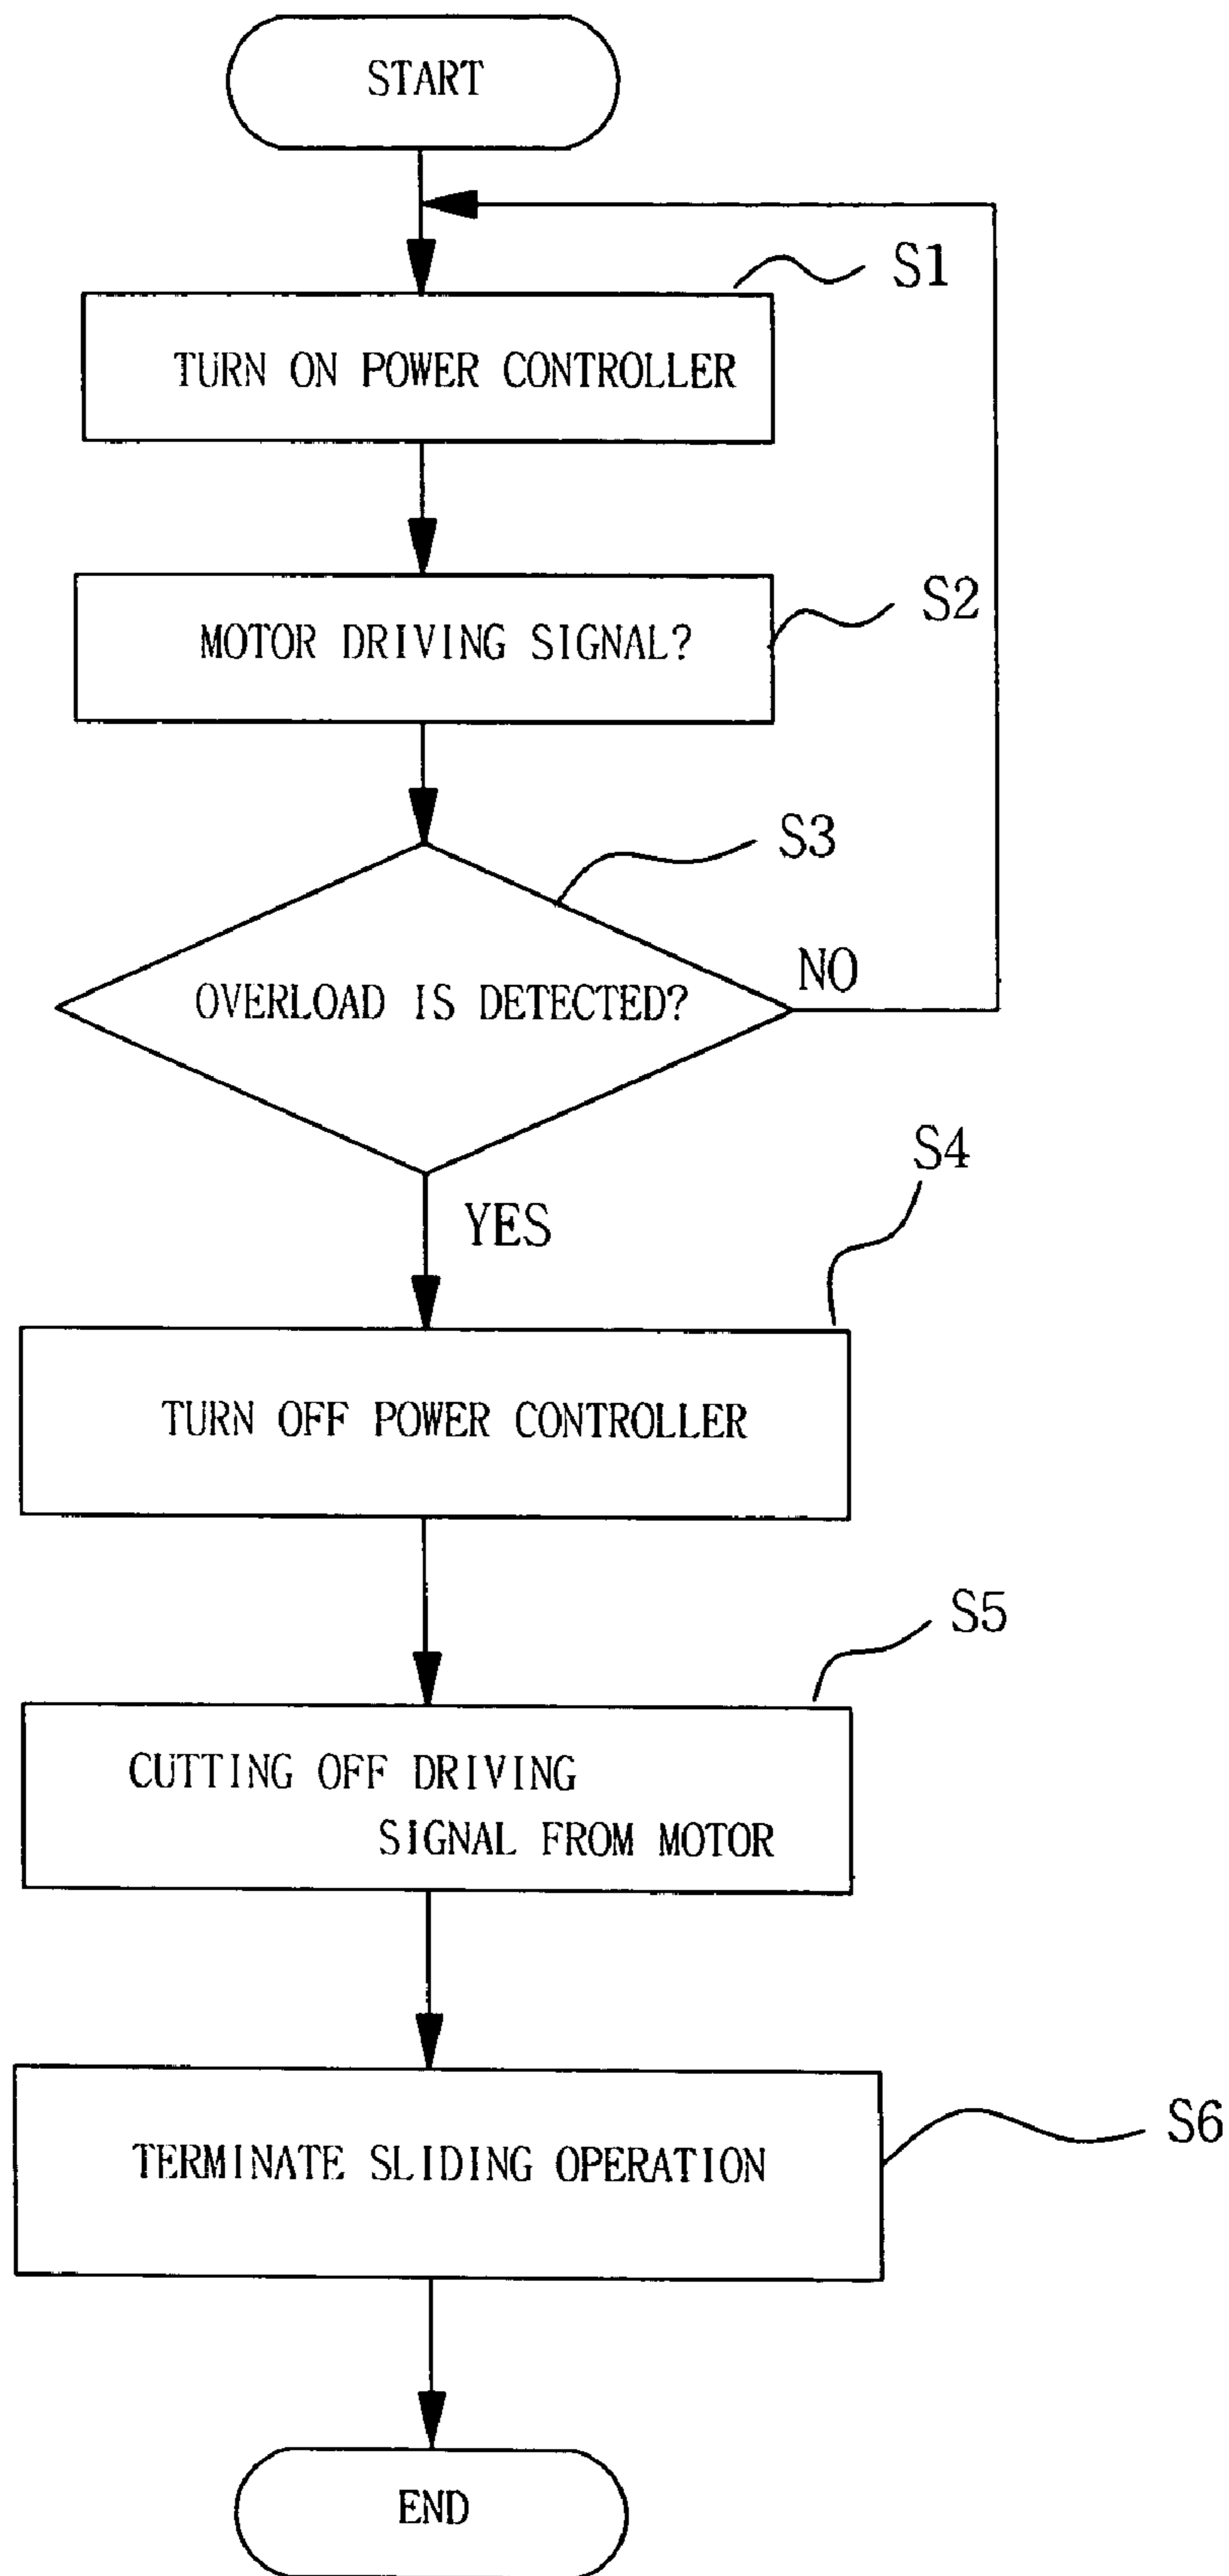 START
S1
TURN ON POWER CONTROLLER
S2
MOTOR DRIVING SIGNAL?
S3
OVERLOAD IS DETECTED?
NO
YES
S4
TURN OFF POWER CONTROLLER
S5
CUTTING OFF DRIVING
SIGNAL FROM MOTOR
S6
TERMINATE SLIDING OPERATION
END